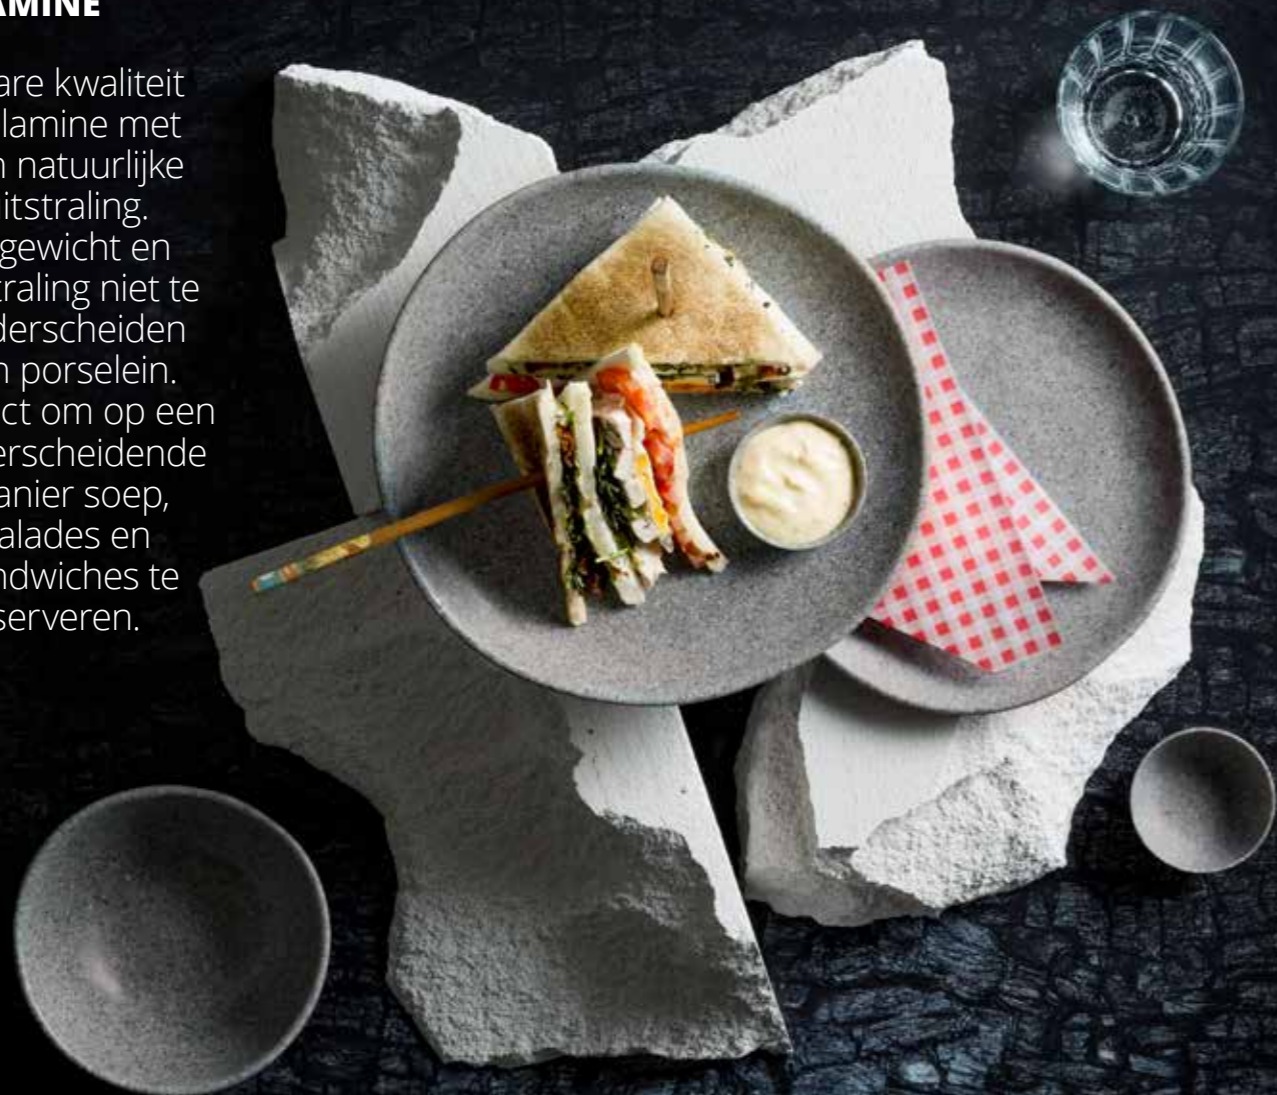 AMINE
are kwaliteit
lamine met
n natuurlijke
uitstraling.
gewicht en
traling niet te
derscheiden
n porselein.
ct om op een
erscheidende
anier soep,
alades en
ndwiches te
serveren.